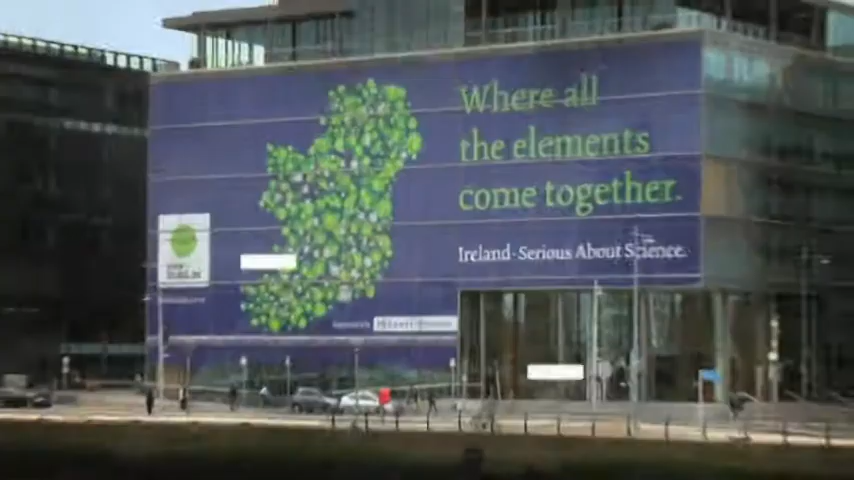 Where all
the elements
come together.
Ireland-Serious About Science.